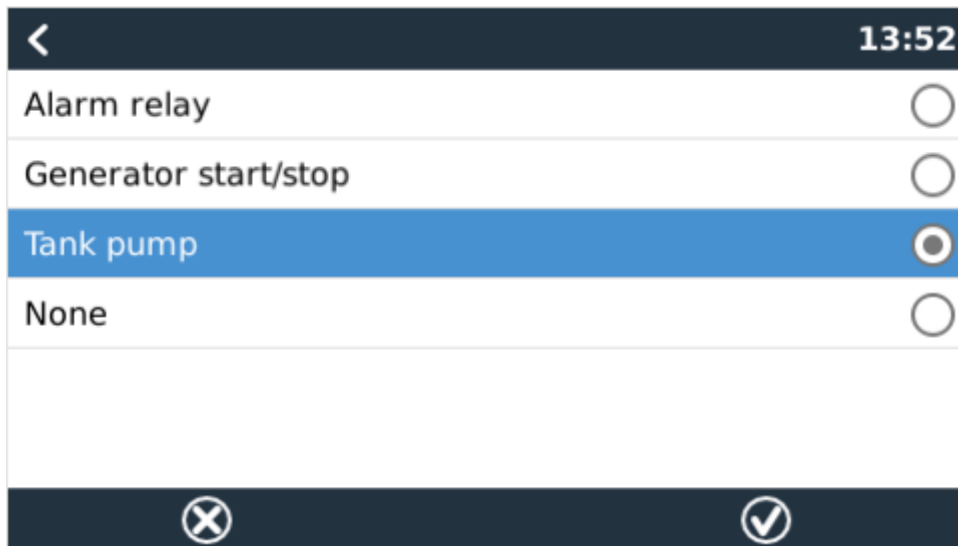 13:52
Alarm relay
Generator start/stop
Tank pump
None